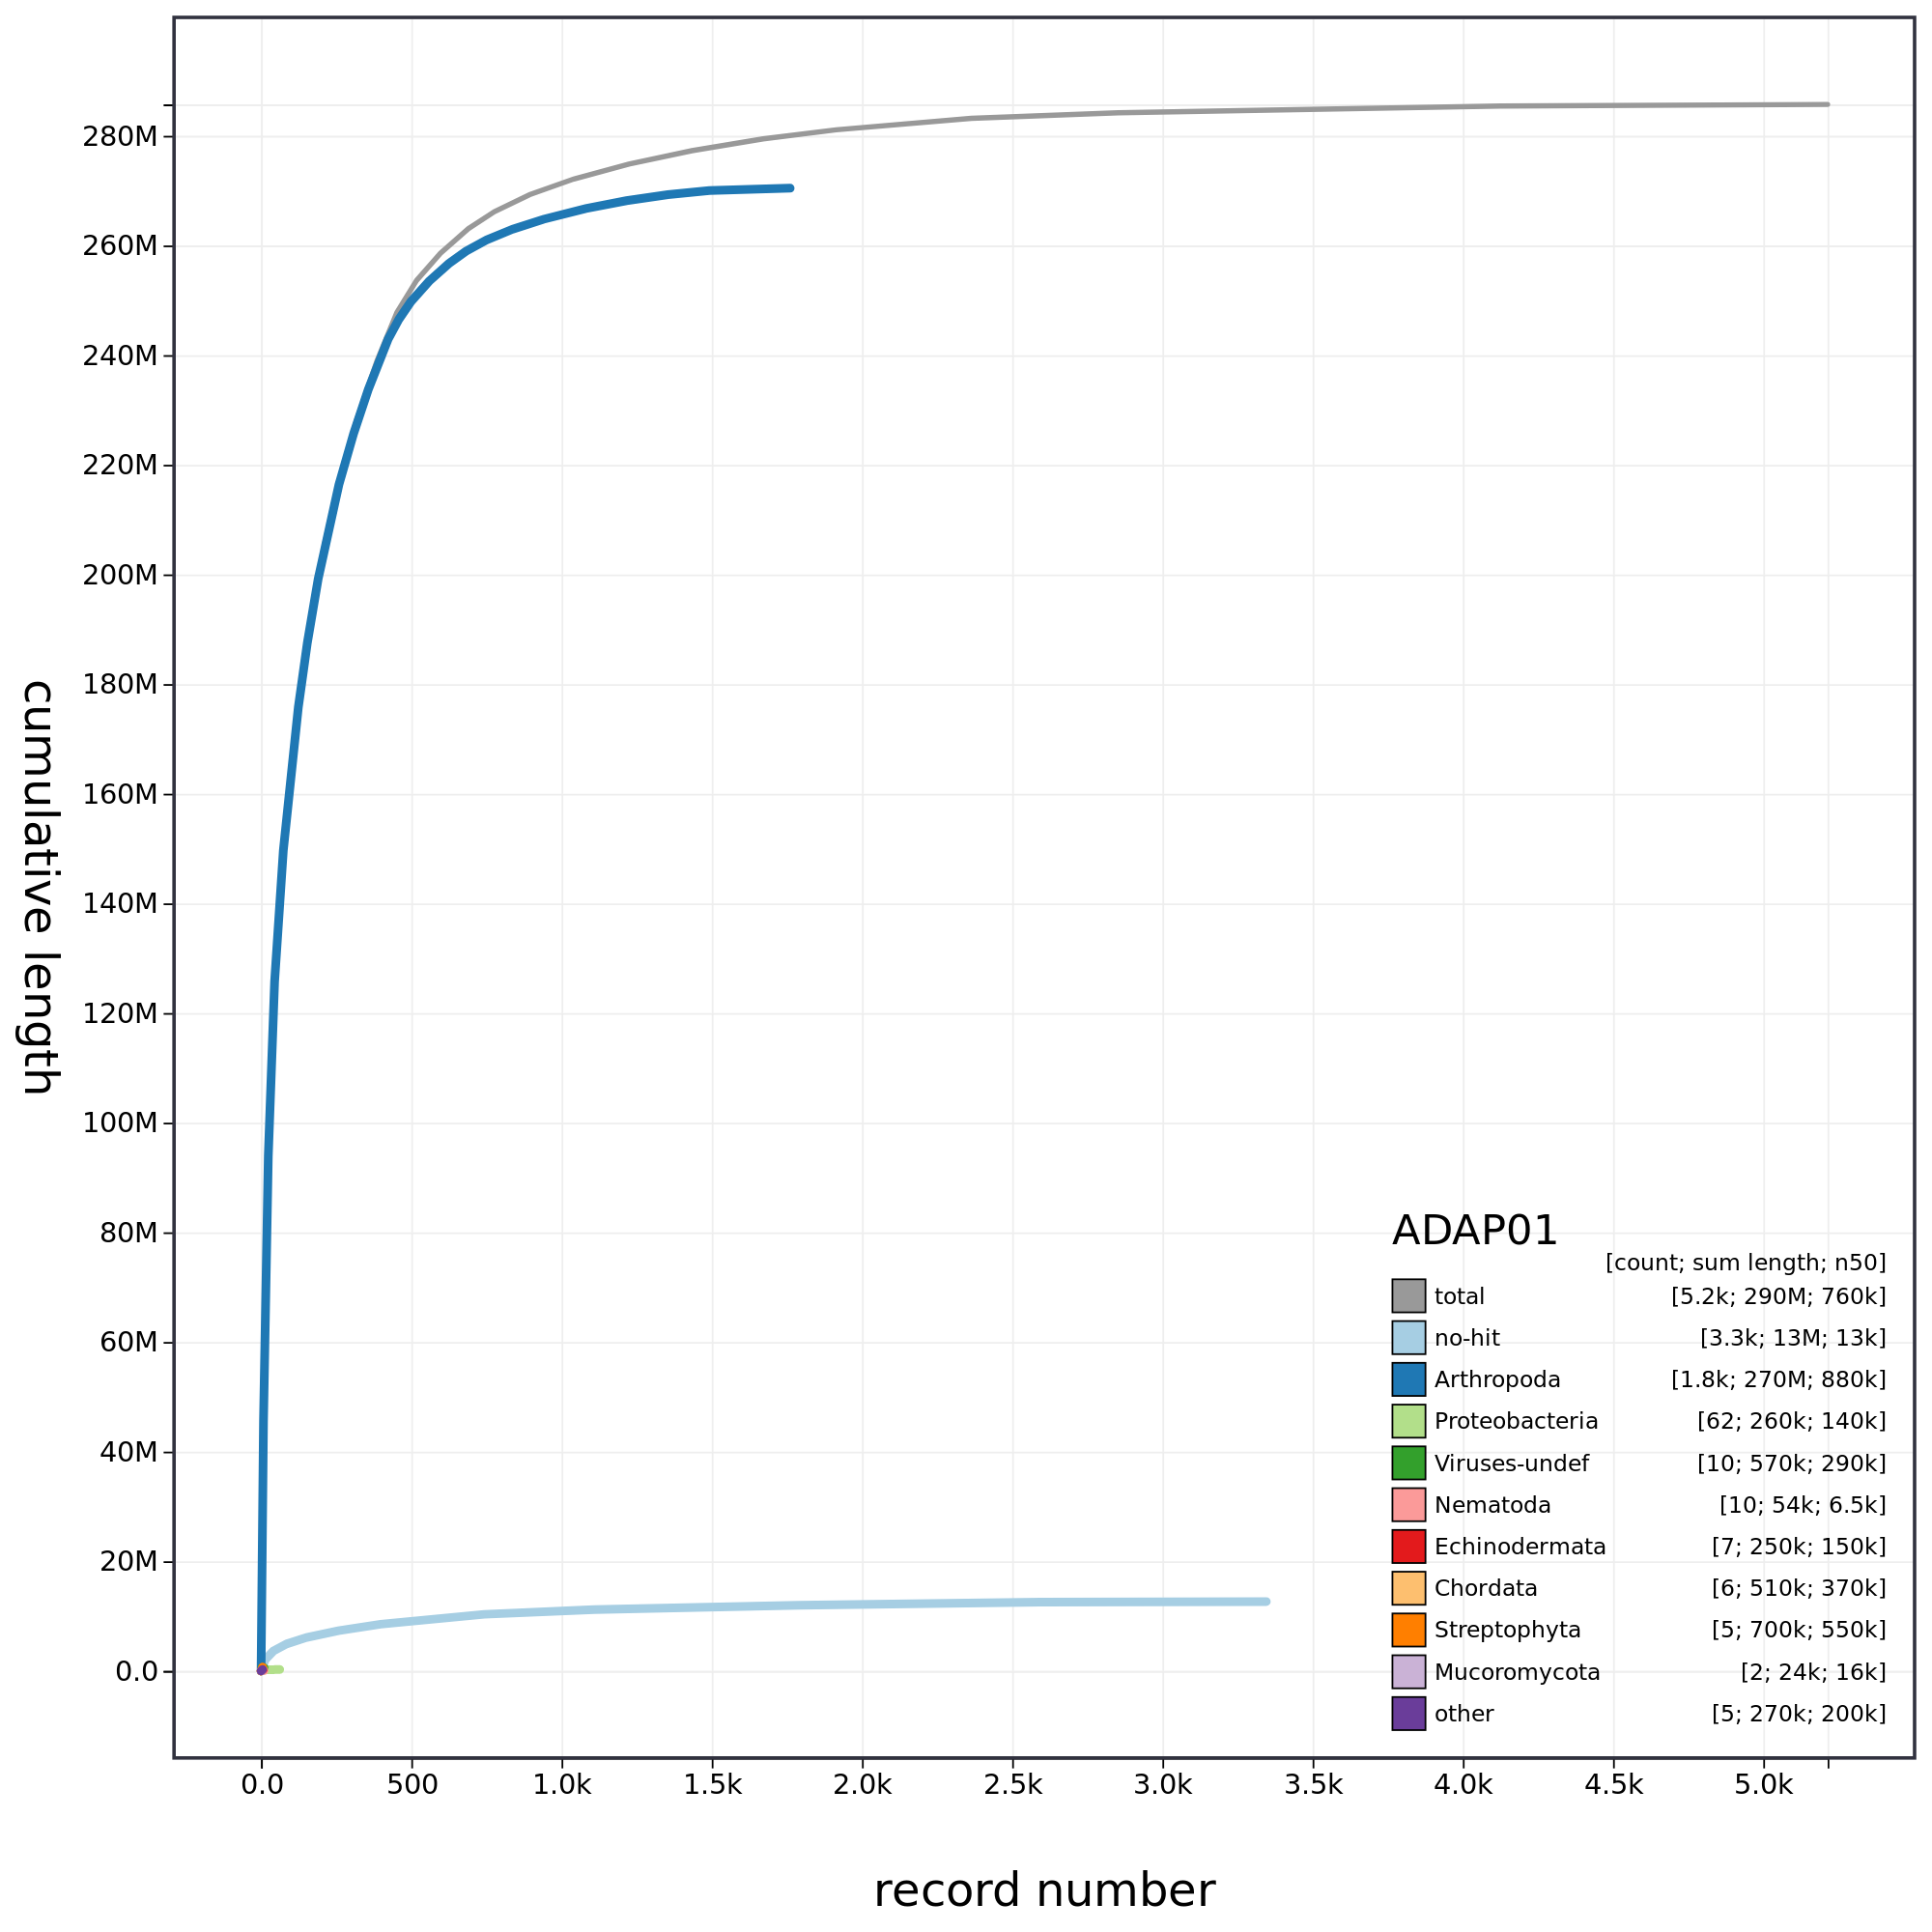 280M
260M
240M
220M
200M
180M
160M
140M
120M
100M
80M
60M
40M
20M
0.0
cumulative length
ADAP01
[count; sum length; n50]
total [5.2k; 290M; 760k]
no-hit [3.3k; 13M; 13k]
Arthropoda [1.8k; 270M; 880k]
Proteobacteria [62; 260k; 140k]
Viruses-undef [10; 570k; 290k]
Nematoda [10; 54k; 6.5k]
Echinodermata [7; 250k; 150k]
Chordata [6; 510k; 370k]
Streptophyta [5; 700k; 550k]
Mucoromycota [2; 24k; 16k]
other [5; 270k; 200k]
0.0 500 1.0k 1.5k 2.0k 2.5k 3.0k 3.5k 4.0k 4.5k 5.0k
record number